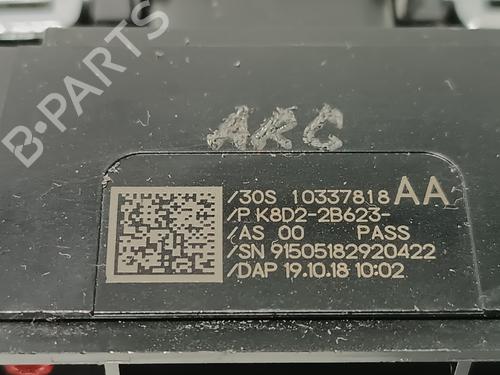 B-PARTS
ARC
/30S 10337818 AA
/P K8D2-2B623-
/AS 00 PASS
/SN 91505182920422
/DAP 19.10.18 10:02